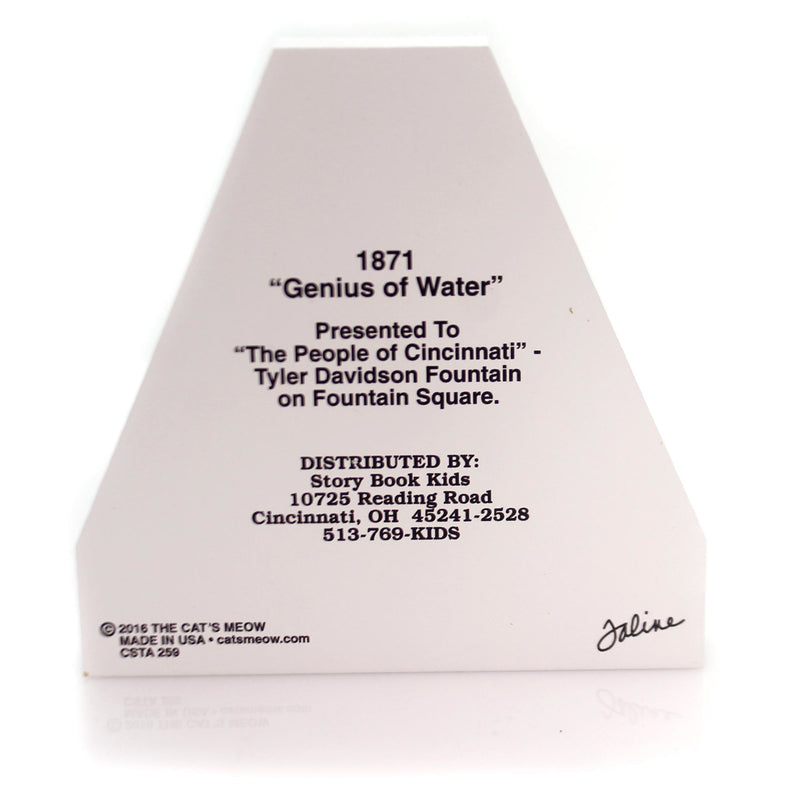 1871
“Genius of Water”
Presented To
“The People of Cincinnati” -
Tyler Davidson Fountain
on Fountain Square.
DISTRIBUTED BY:
Story Book Kids
10725 Reading Road
Cincinnati, OH 45241-2528
513-769-KIDS
© 2016 THE CAT'S MEOW
MADE IN USA • catsmeow.com
CSTA 259
Faline